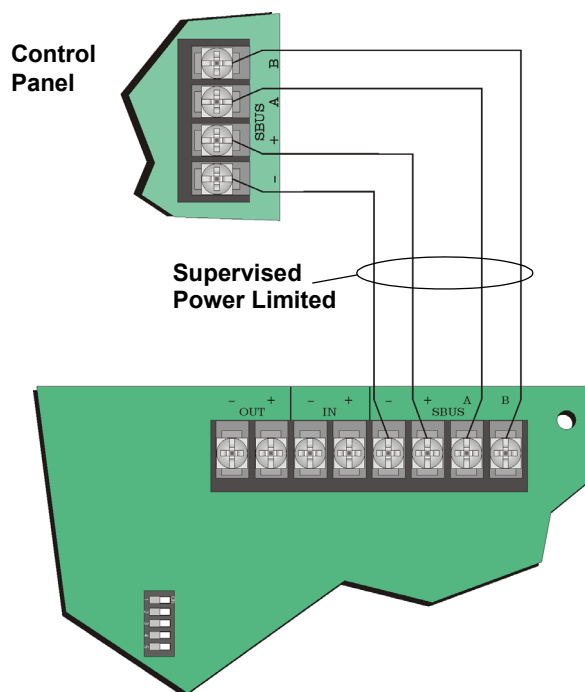 Control
Panel
B
A
+
-
SBUS
Supervised
Power Limited
- + - + - + A B
OUT IN SBUS